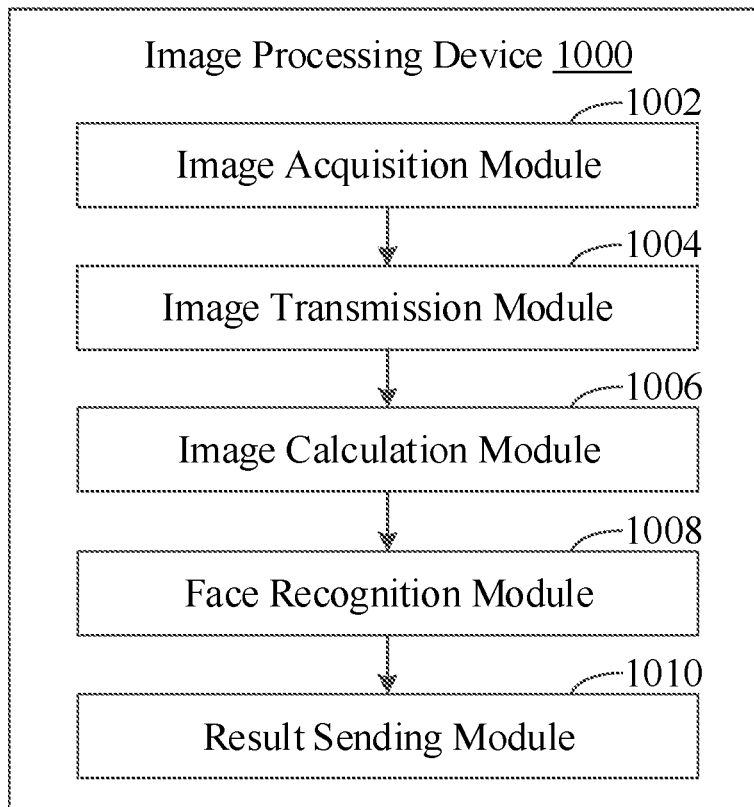 Image Processing Device 1000
1002
Image Acquisition Module
1004
Image Transmission Module
1006
Image Calculation Module
1008
Face Recognition Module
1010
Result Sending Module